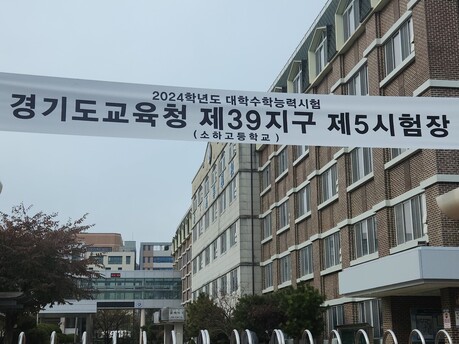 2024학년도 대학수학능력시험
경기도교육청 제39지구 제5시험장
(소하고등학교)